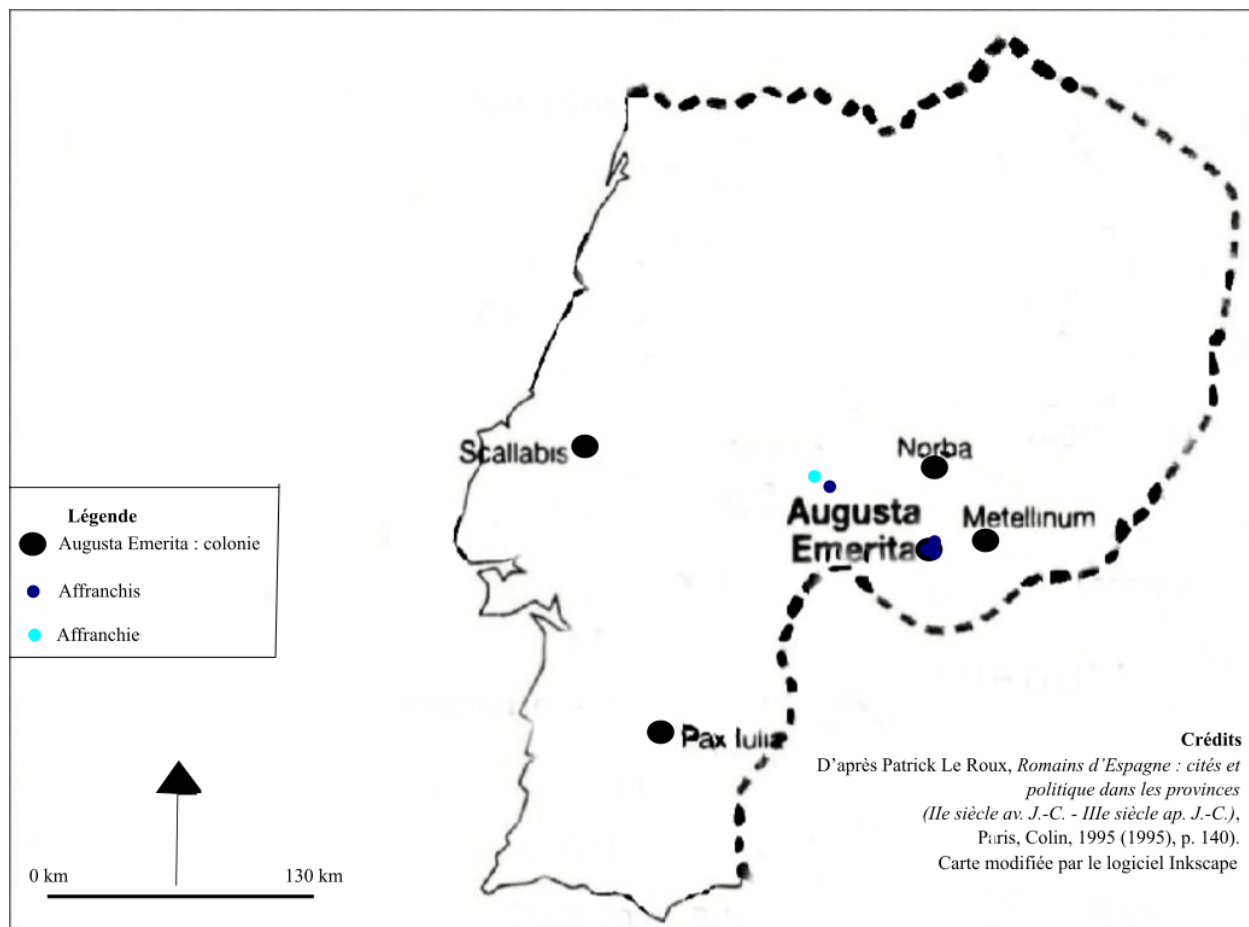 Scallabis
Norba
Augusta
Emerita
Metellinum
Pax Iulia
Légende
Augusta Emerita : colonie
Affranchis
Affranchie
0 km
130 km
Crédits
D'après Patrick Le Roux, Romains d'Espagne : cités et
politique dans les provinces
(IIe siècle av. J.-C. - IIIe siècle ap. J.-C.),
Paris, Colin, 1995 (1995), p. 140).
Carte modifiée par le logiciel Inkscape